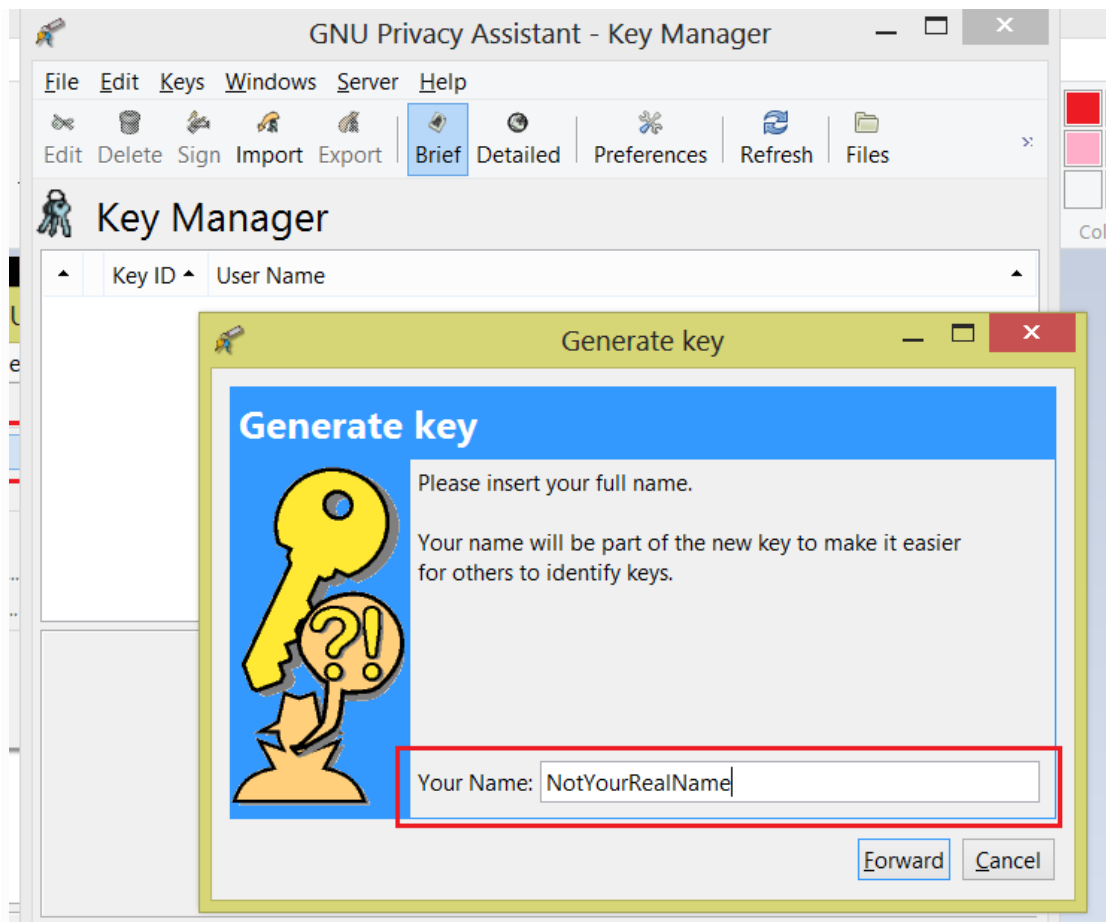 GNU Privacy Assistant - Key Manager
File Edit Keys Windows Server Help
Edit Delete Sign Import Export Brief Detailed Preferences Refresh Files
Key Manager
Key ID User Name
Col
Generate key
Generate key
Please insert your full name.
Your name will be part of the new key to make it easier
for others to identify keys.
?!
Your Name: NotYourRealName
Forward Cancel